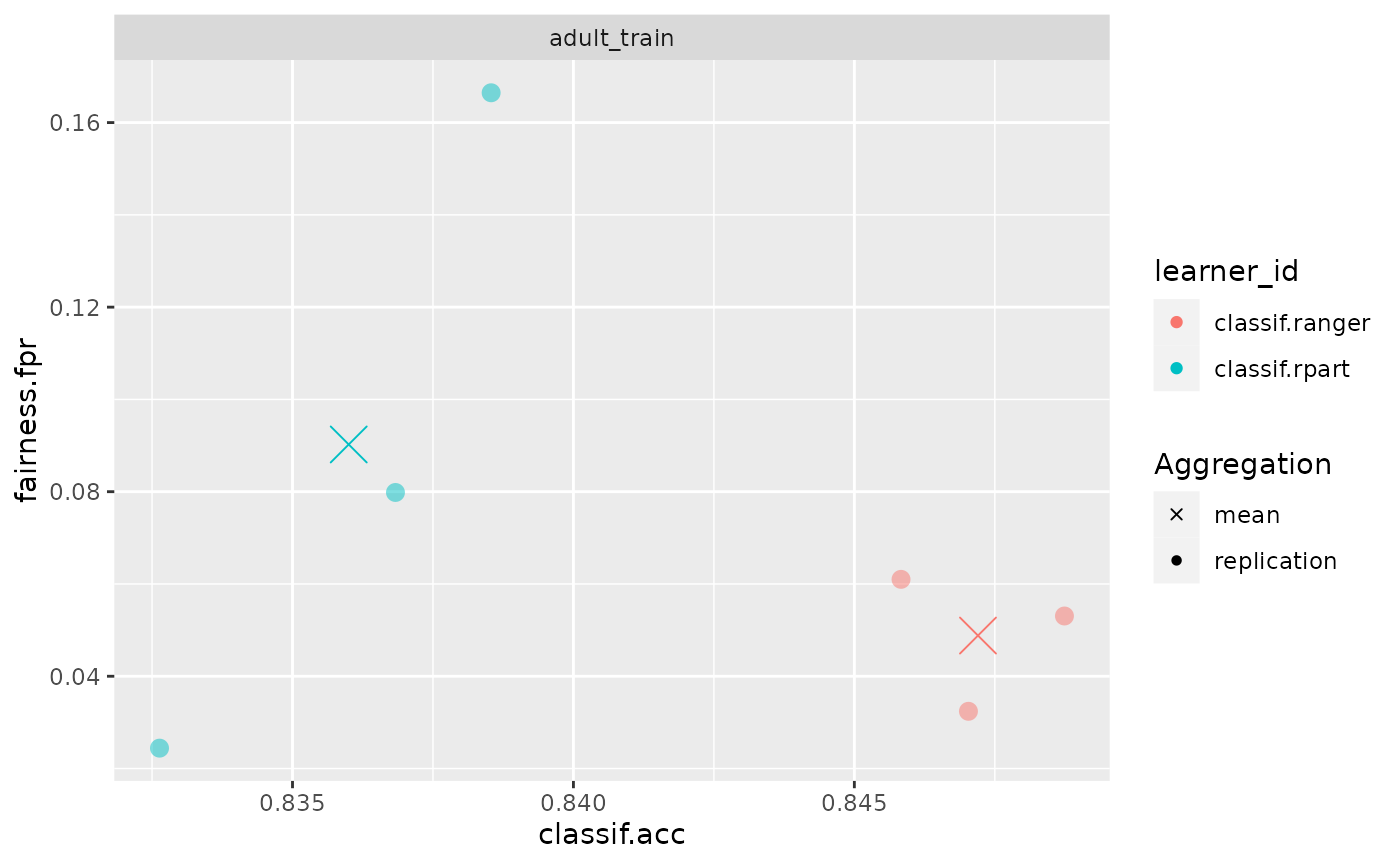 adult_train
0.16
0.12
0.08
0.04
fairness.fpr
0.835 0.840 0.845
classif.acc
learner_id
classif.ranger
classif.rpart
Aggregation
mean
replication